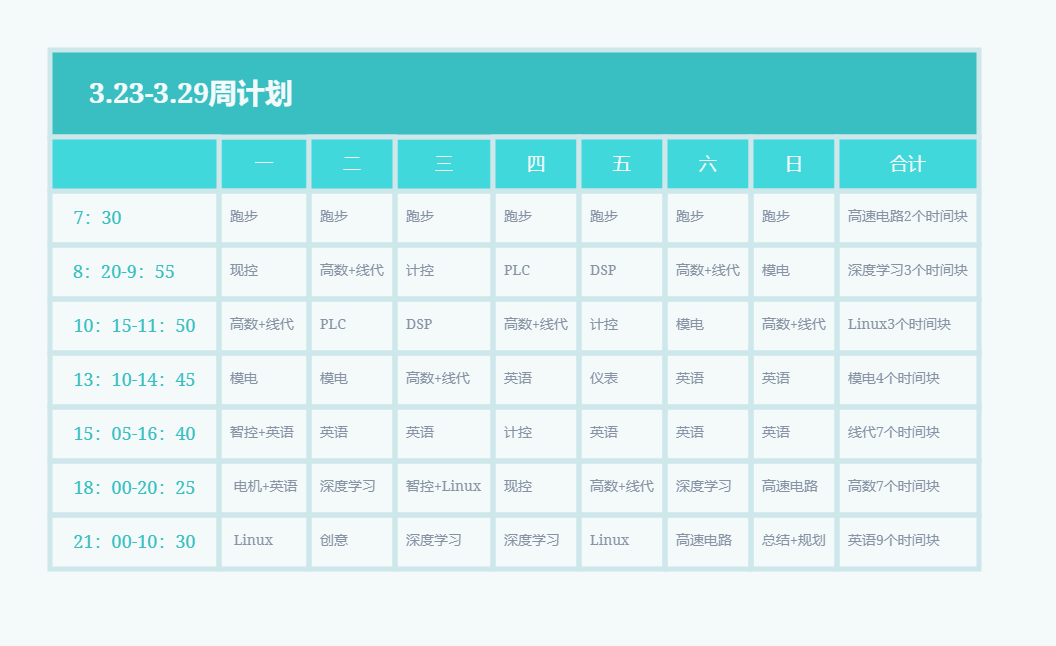 3.23-3.29周计划
一 二 三 四 五 六 日 合计
7：30 跑步 跑步 跑步 跑步 跑步 跑步 跑步 高速电路2个时间块
8：20-9：55 现控 高数+线代 计控 PLC DSP 高数+线代 模电 深度学习3个时间块
10：15-11：50 高数+线代 PLC DSP 高数+线代 计控 模电 高数+线代 Linux3个时间块
13：10-14：45 模电 模电 高数+线代 英语 仪表 英语 英语 模电4个时间块
15：05-16：40 智控+英语 英语 英语 计控 英语 英语 英语 线代7个时间块
18：00-20：25 电机+英语 深度学习 智控+Linux 现控 高数+线代 深度学习 高速电路 高数7个时间块
21：00-10：30 Linux 创意 深度学习 深度学习 Linux 高速电路 总结+规划 英语9个时间块